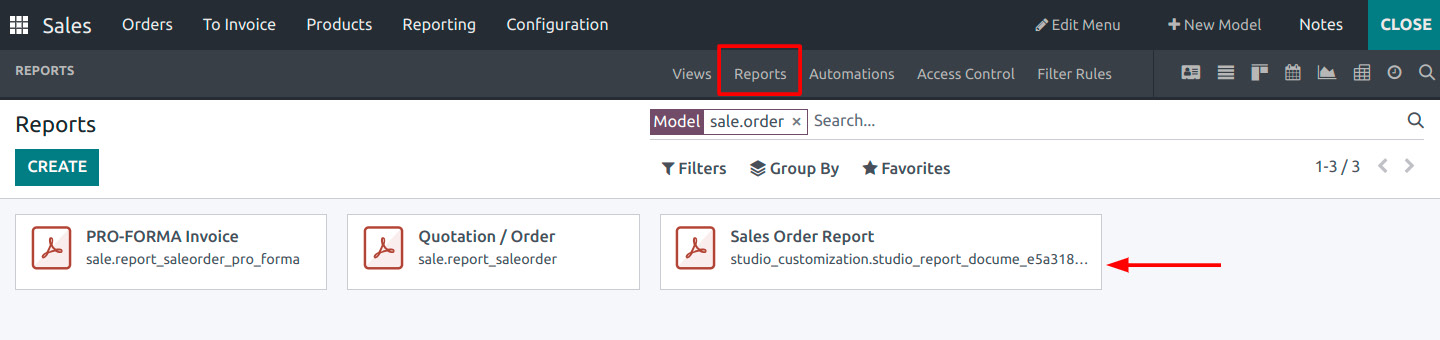 Sales Orders To Invoice Products Reporting Configuration Edit Menu New Model Notes CLOSE
REPORTS Views Reports Automations Access Control Filter Rules
Reports Model sale.order × Search...
CREATE Filters Group By Favorites 1-3 / 3
PRO-FORMA Invoice
sale.report_saleorder_pro_forma
Quotation / Order
sale.report_saleorder
Sales Order Report
studio_customization.studio_report_docume_e5a318...